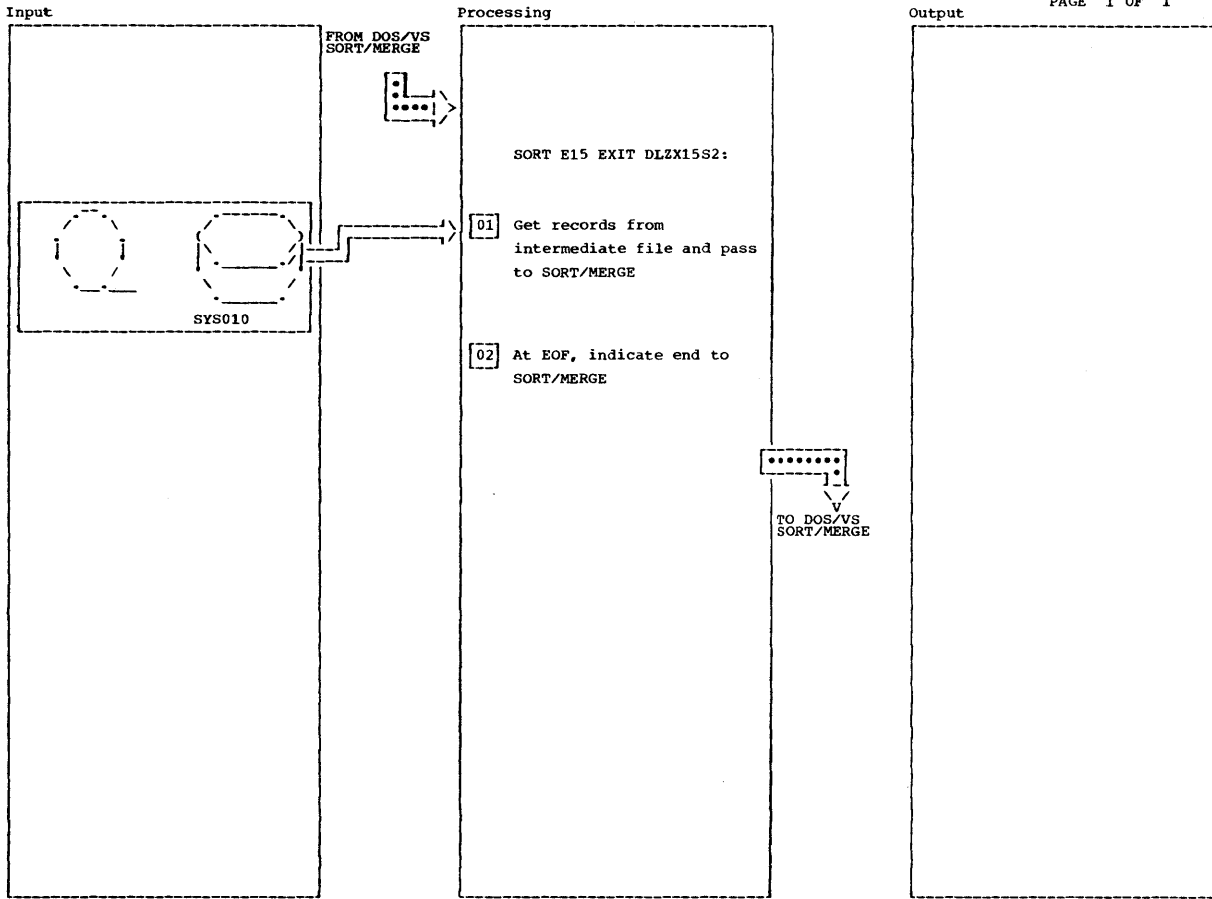 PAGE 1 OF 1
Input
Processing
Output
FROM DOS/VS
SORT/MERGE
SORT E15 EXIT DLZX15S2:
01 Get records from
intermediate file and pass
to SORT/MERGE
SYS010
02 At EOF, indicate end to
SORT/MERGE
TO DOS/VS
SORT/MERGE